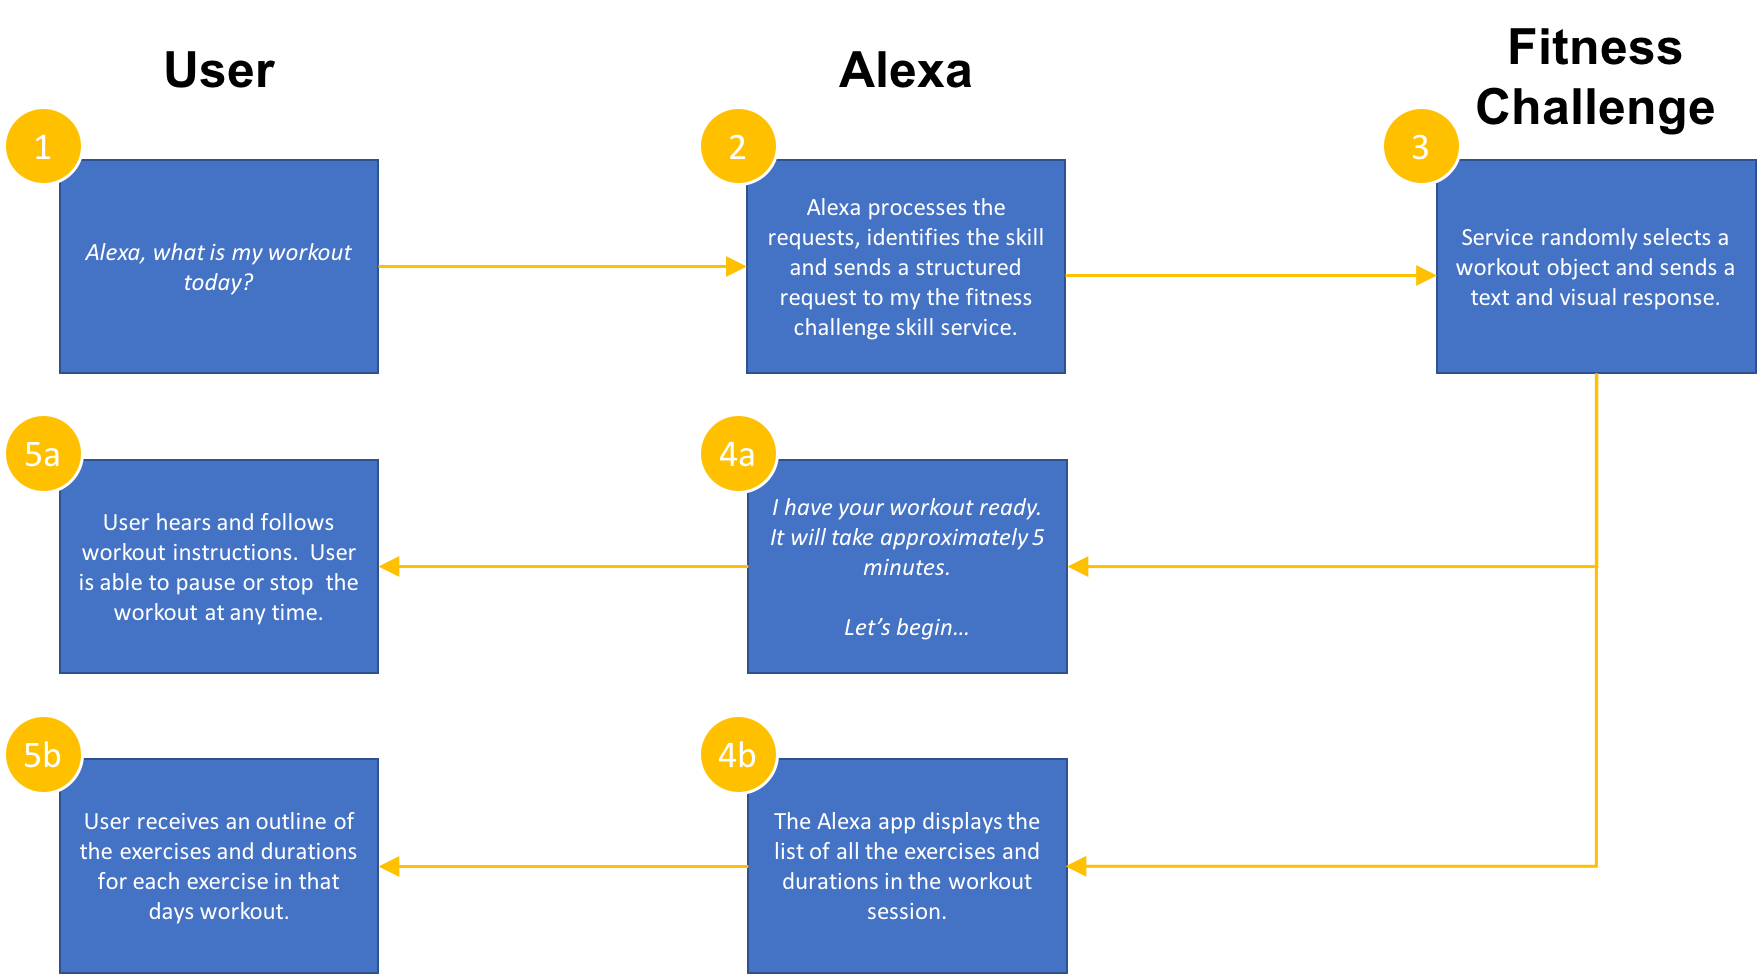 User
Alexa
Fitness
Challenge
1
2
3
Alexa, what is my workout
today?
Alexa processes the
requests, identifies the skill
and sends a structured
request to my the fitness
challenge skill service.
Service randomly selects a
workout object and sends a
text and visual response.
5a
4a
User hears and follows
workout instructions.  User
is able to pause or stop  the
workout at any time.
I have your workout ready.
It will take approximately 5
minutes.
Let’s begin…
5b
4b
User receives an outline of
the exercises and durations
for each exercise in that
days workout.
The Alexa app displays the
list of all the exercises and
durations in the workout
session.